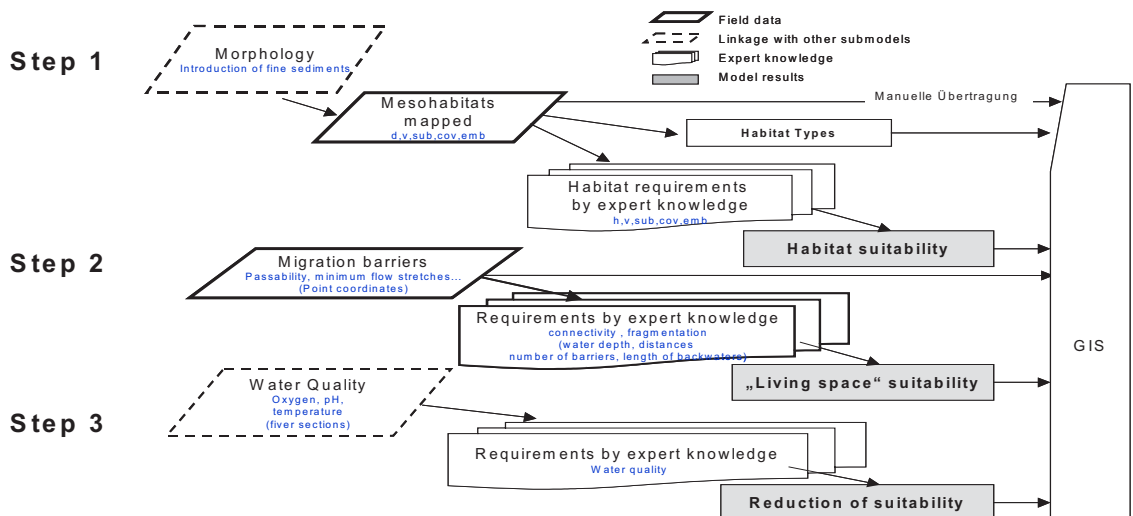 Field data
Linkage with other submodels
Expert knowledge
Model results
Step 1
Morphology
Introduction of fine sediments
Mesohabitats
mapped
d,v,sub,cov,emb
Manuelle Übertragung
Habitat Types
Habitat requirements
by expert knowledge
h,v,sub,cov,emb
Habitat suitability
Step 2
Migration barriers
Passability, minimum flow stretches...
(Point coordinates)
Requirements by expert knowledge
connectivity , fragmentation
(water depth, distances
number of barriers, length of backwaters)
„Living space“ suitability
GIS
Step 3
Water Quality
Oxygen, pH,
temperature
(fiver sections)
Requirements by expert knowledge
Water quality
Reduction of suitability